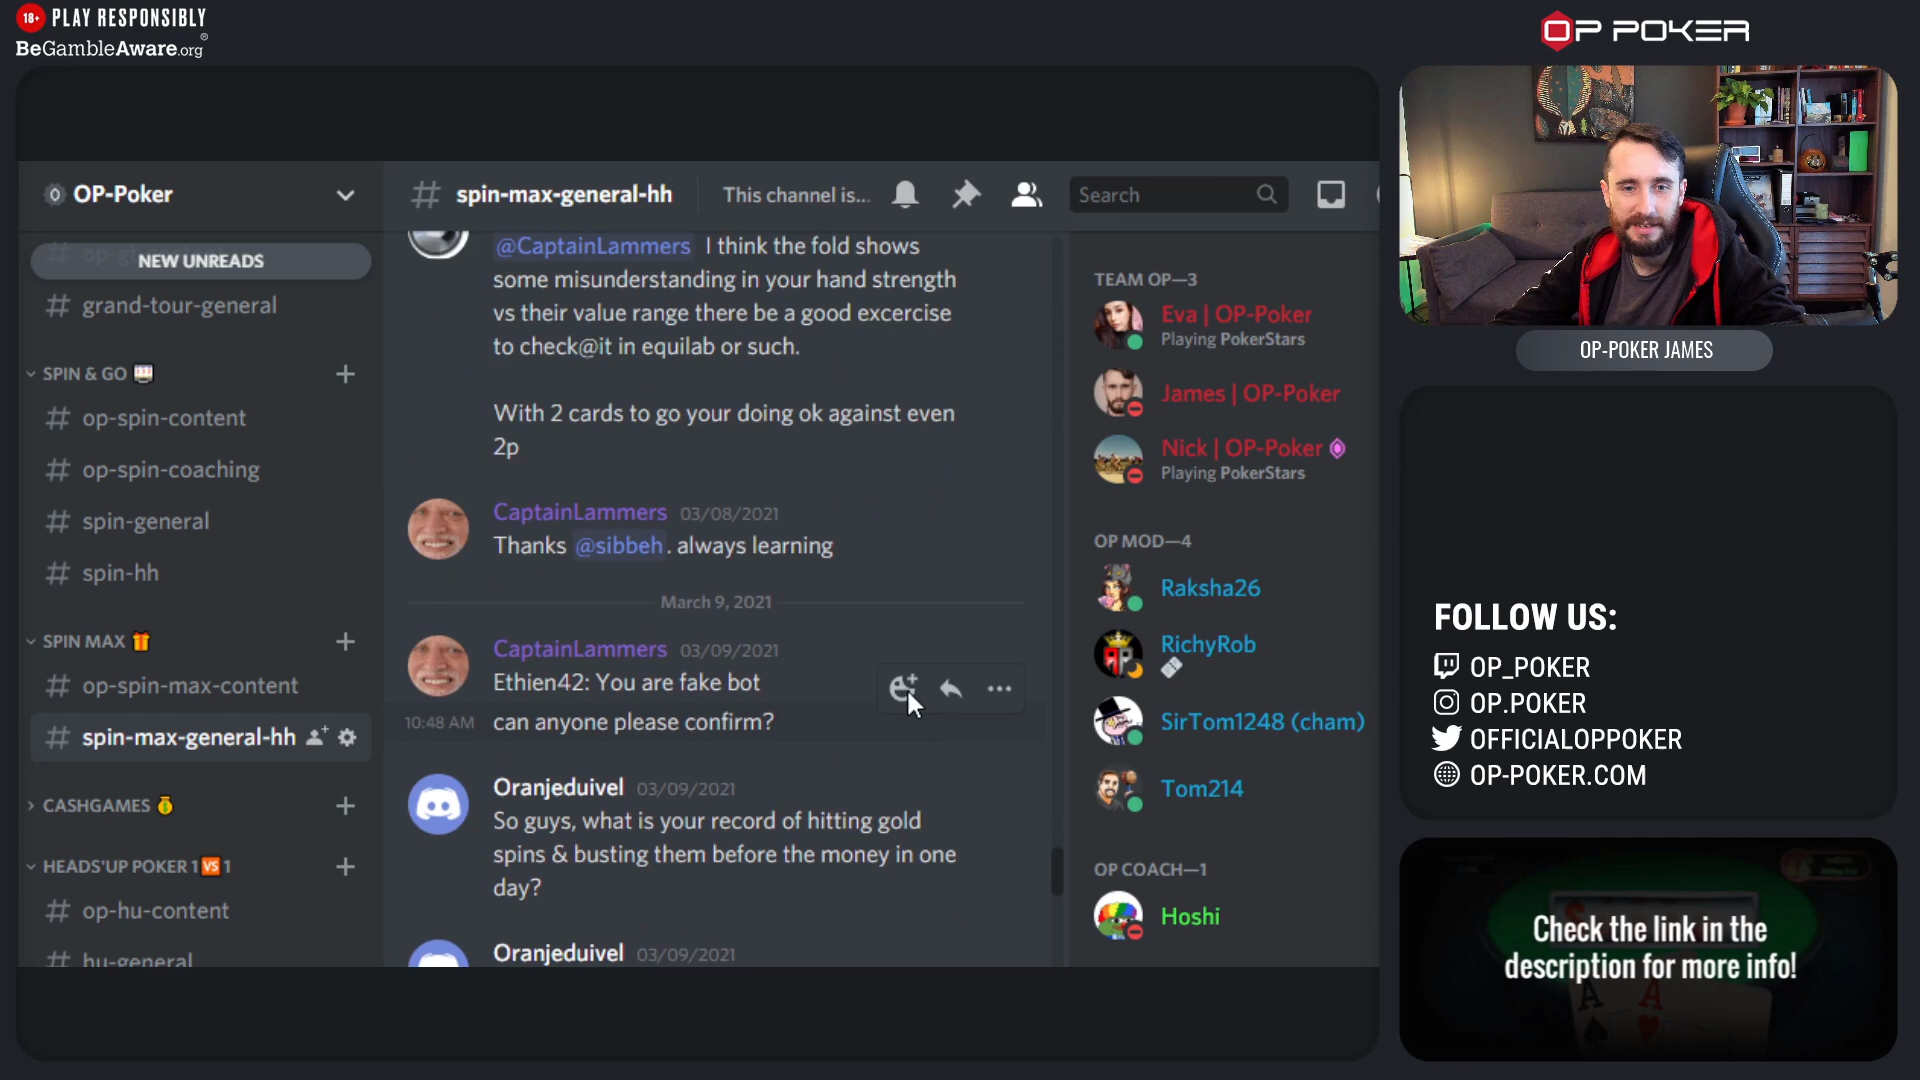 18+ PLAY RESPONSIBLY
BeGambleAware.org®
OP POKER
OP-Poker
NEW UNREADS
# grand-tour-general
SPIN & GO
# op-spin-content
# op-spin-coaching
# spin-general
# spin-hh
SPIN MAX
# op-spin-max-content
# spin-max-general-hh
CASHGAMES
HEADS'UP POKER 1 VS 1
# op-hu-content
# hu-general
# spin-max-general-hh
This channel is...
Search
@CaptainLammers I think the fold shows
some misunderstanding in your hand strength
vs their value range there be a good excercise
to check@it in equilab or such.
With 2 cards to go your doing ok against even
2p
CaptainLammers 03/08/2021
Thanks @sibbeh. always learning
March 9, 2021
CaptainLammers 03/09/2021
Ethien42: You are fake bot
10:48 AM can anyone please confirm?
Oranjeduivel 03/09/2021
So guys, what is your record of hitting gold
spins & busting them before the money in one
day?
Oranjeduivel 03/09/2021
TEAM OP—3
Eva | OP-Poker
Playing PokerStars
James | OP-Poker
Nick | OP-Poker
Playing PokerStars
OP MOD—4
Raksha26
RichyRob
SirTom1248 (cham)
Tom214
OP COACH—1
Hoshi
OP-POKER JAMES
FOLLOW US:
OP_POKER
OP.POKER
OFFICIALOPPOKER
OP-POKER.COM
Check the link in the
description for more info!
A A